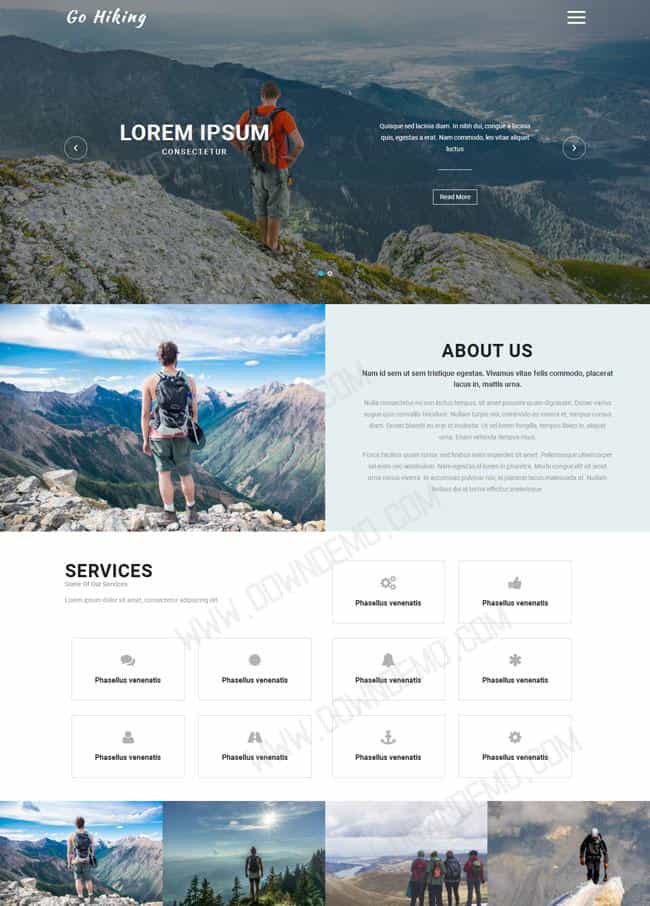 Go Hiking
LOREM IPSUM
CONSECTETUR
Quisque sed lacinia diam. In nibh dui, congue a lacinia
quis, egestas a erat. Nam commodo, leo vitae aliquet
luctus
Read More
ABOUT US
Nam id sem ut sem tristique egestas. Vivamus vitae felis commodo, placerat
lacus in, mattis urna.
Nulla consectetur mi non lectus tempus, sit amet posuere quam dignissim. Donec varius
augue quis convallis tincidunt. Nullam turpis nisi, commodo eu viverra et, tempus cursus
diam. Donec blandit eu erat id molestie. Ut vel lorem fringilla, tempus libero in, aliquet
urna. Etiam vehicula tempus risus.
Fusce facilisis quam
sed finibus enim imperdiet sit amet. Pellentesque ullamcorper
vel enim nec vestibulum. Nam egestas id lorem in pharetra. Morbi congue elit sit amet
urna varius viverra. In accumsan pulvinar nisi, id placerat lacus malesuada at. Nullam
finibus dui at tortor efficitur scelerisque.
SERVICES
Some Of Our Services
Lorem ipsum dolor sit amet, consectetur adipiscing elit
Phasellus venenatis
Phasellus venenatis
Phasellus venenatis
Phasellus venenatis
Phasellus venenatis
Phasellus venenatis
Phasellus venenatis
Phasellus venenatis
Phasellus venenatis
Phasellus venenatis
WWW.DOWNDEMO.COM
WWW.DOWNDEMO.COM